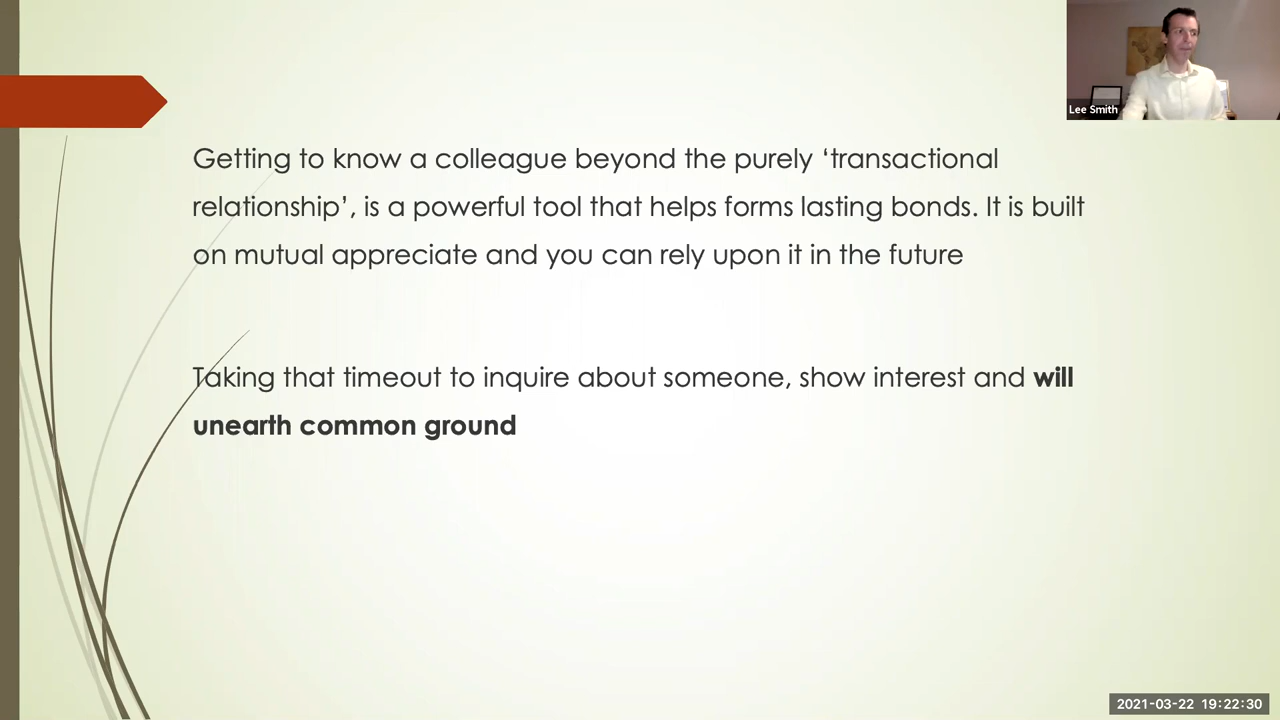 Lee Smith
Getting to know a colleague beyond the purely ‘transactional
relationship’, is a powerful tool that helps forms lasting bonds. It is built
on mutual appreciate and you can rely upon it in the future
Taking that timeout to inquire about someone, show interest and will
unearth common ground
2021-03-22 19:22:30